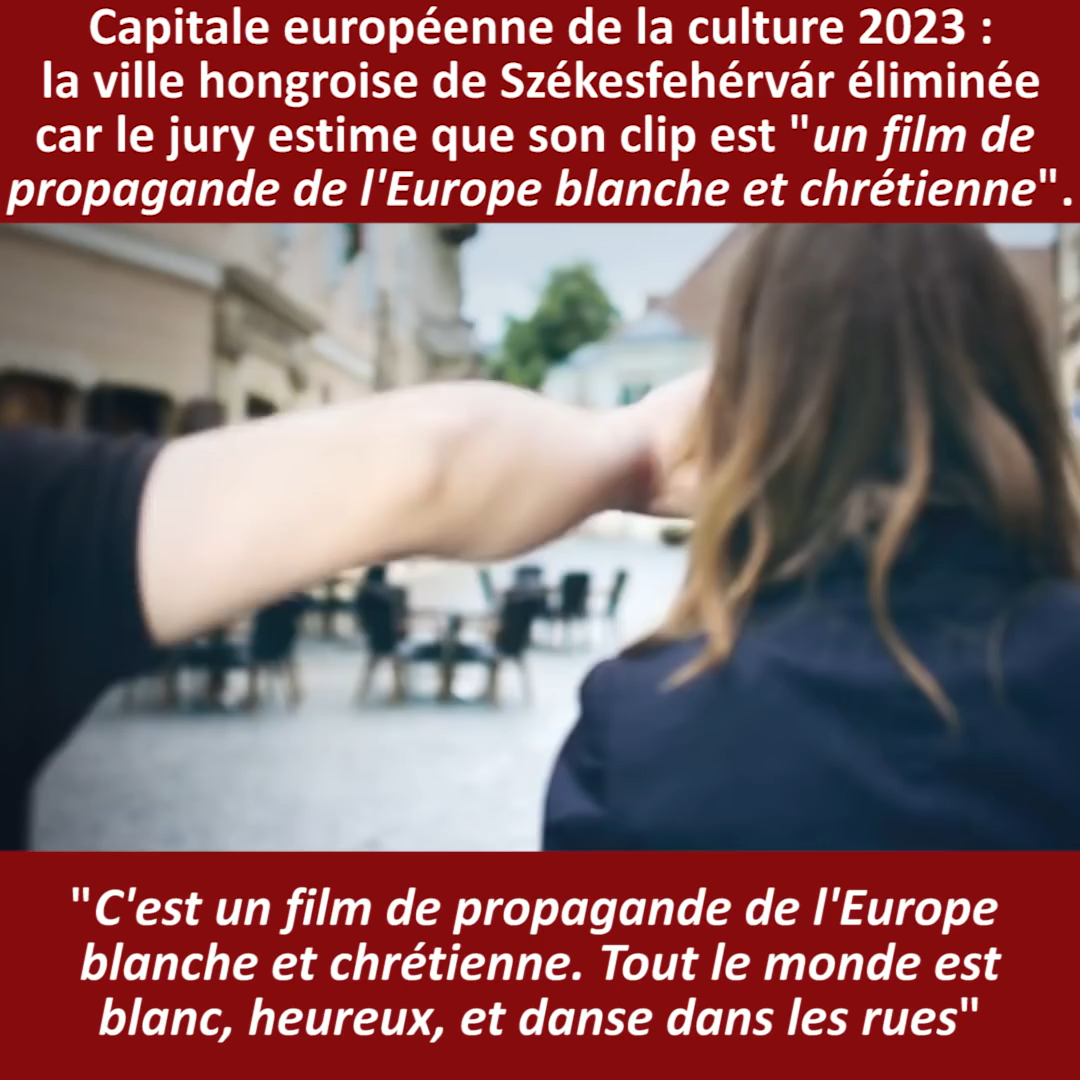 Capitale européenne de la culture 2023 :
la ville hongroise de Székesfehérvár éliminée
car le jury estime que son clip est "un film de
propagande de l'Europe blanche et chrétienne".
"C'est un film de propagande de l'Europe
blanche et chrétienne. Tout le monde est
blanc, heureux, et danse dans les rues"